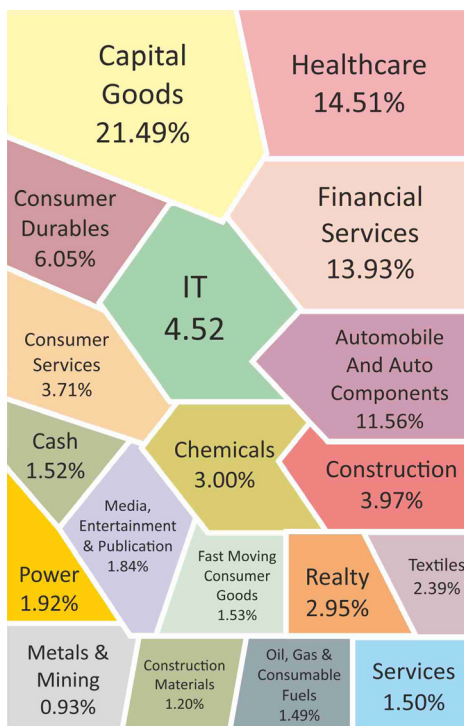 Capital
Goods
21.49%
Healthcare
14.51%
Consumer
Durables
6.05%
Financial
Services
13.93%
IT
4.52
Consumer
Services
3.71%
Automobile
And Auto
Components
11.56%
Cash
1.52%
Chemicals
3.00%
Construction
3.97%
Media,
Entertainment
& Publication
1.84%
Power
1.92%
Fast Moving
Consumer
Goods
1.53%
Realty
2.95%
Textiles
2.39%
Metals &
Mining
0.93%
Construction
Materials
1.20%
Oil, Gas &
Consumable
Fuels
1.49%
Services
1.50%